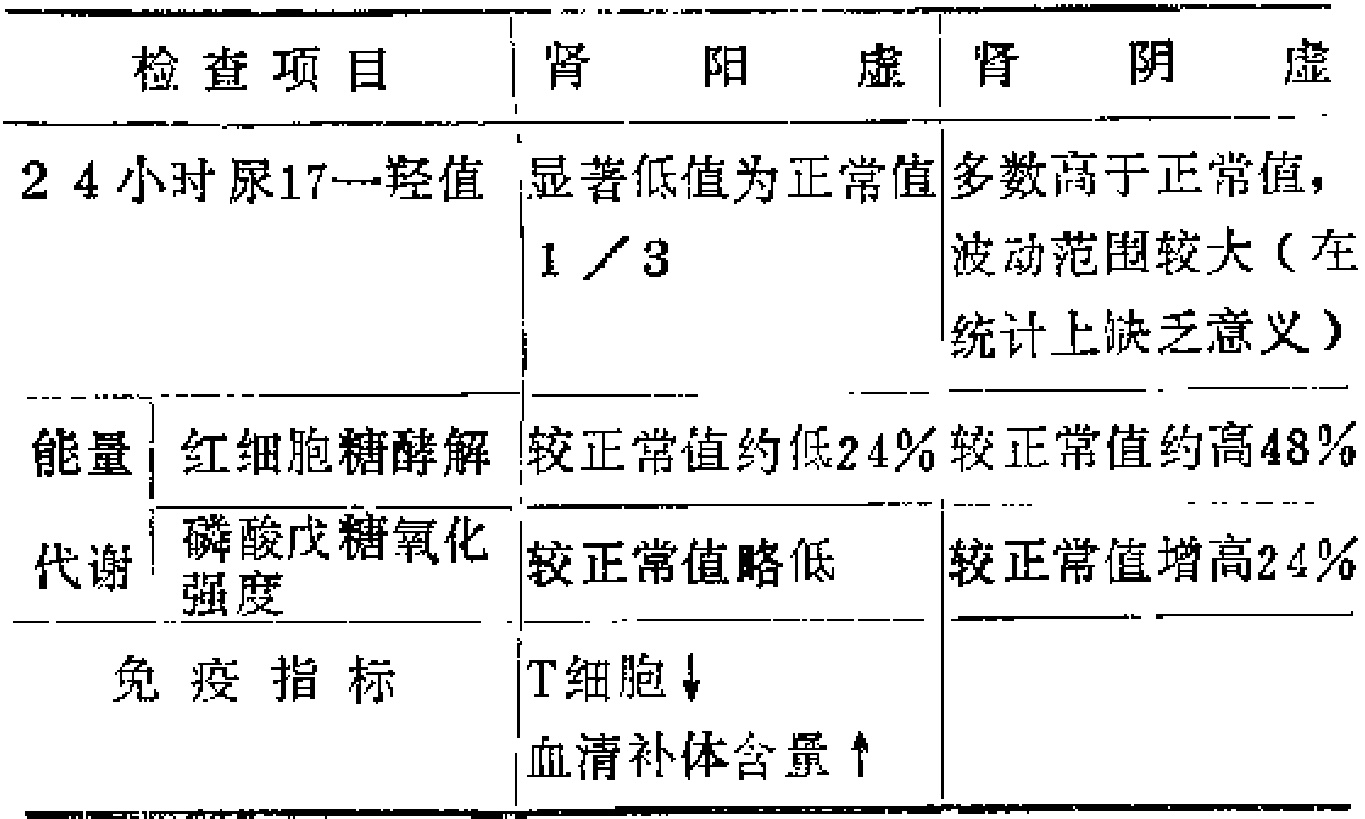 检查项目 肾阳虚 肾阴虚
24小时尿17—羟值 显著低值为正常值 多数高于正常值，
1／3 波动范围较大（在
统计上缺乏意义）
能量 红细胞糖酵解 较正常值约低24% 较正常值约高48%
代谢 磷酸戊糖氧化 较正常值略低 较正常值增高24%
强度
免疫指标 T细胞↓
血清补体含量↑